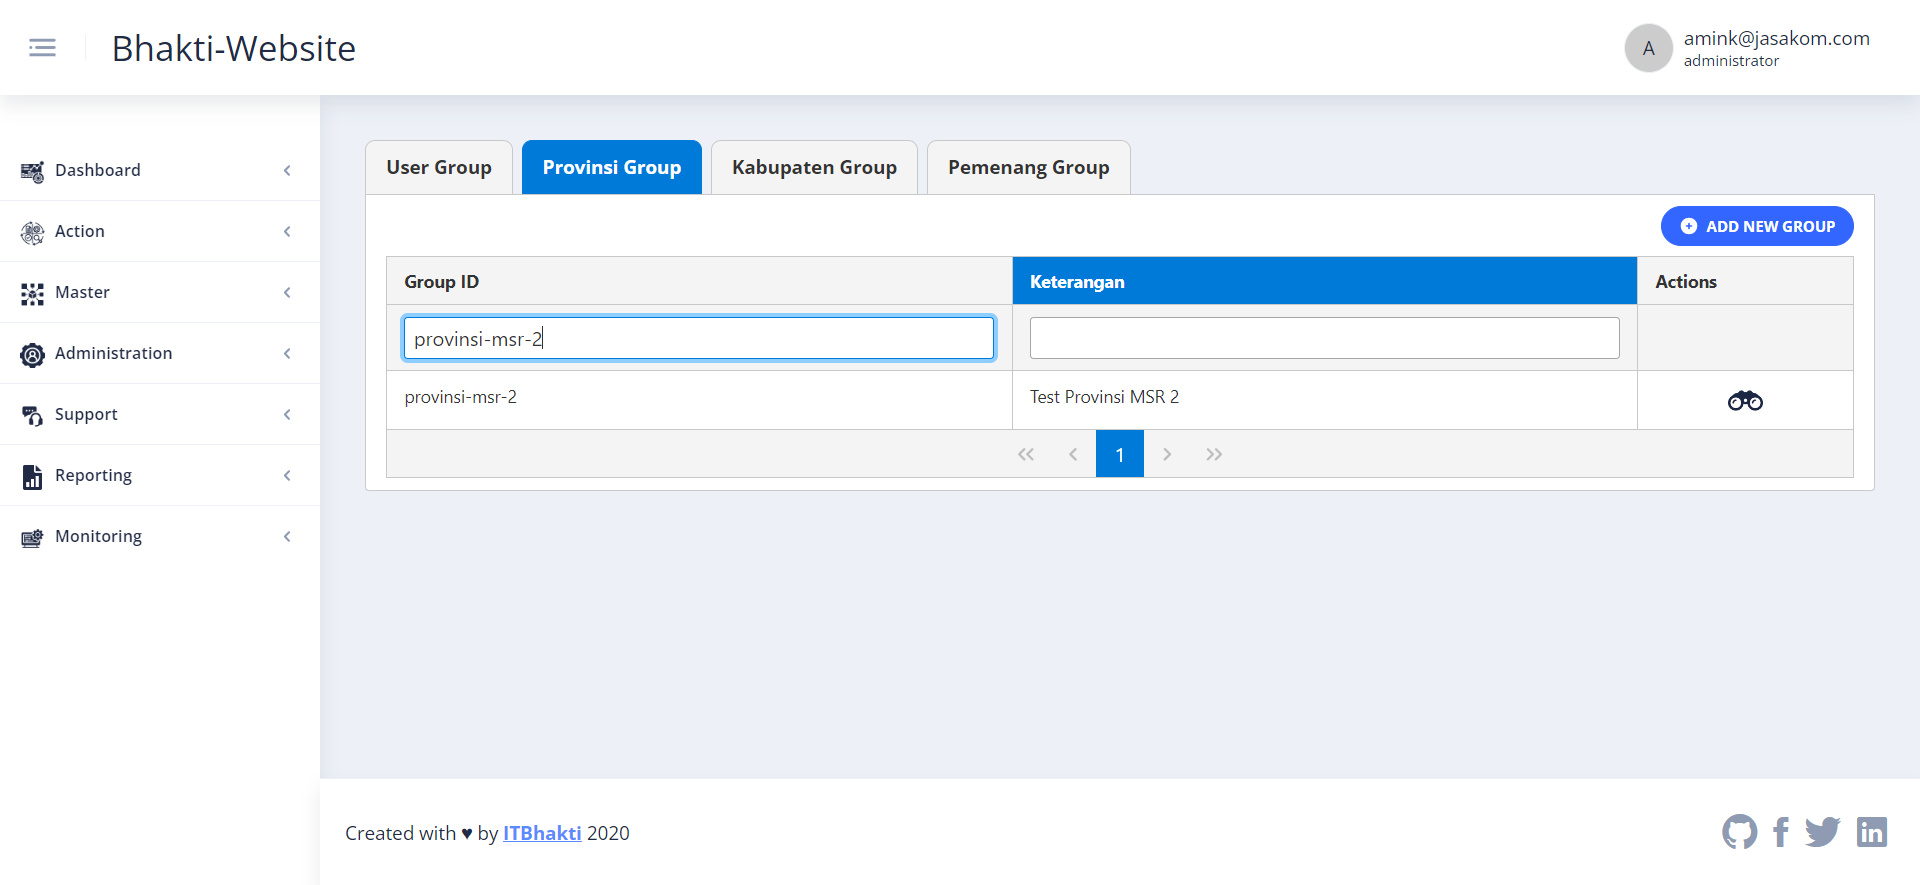 Bhakti-Website
A
amink@jasakom.com
administrator
Dashboard
Action
Master
Administration
Support
Reporting
Monitoring
User Group
Provinsi Group
Kabupaten Group
Pemenang Group
ADD NEW GROUP
Group ID
Keterangan
Actions
provinsi-msr-2
provinsi-msr-2
Test Provinsi MSR 2
1
Created with ♥ by ITBhakti 2020